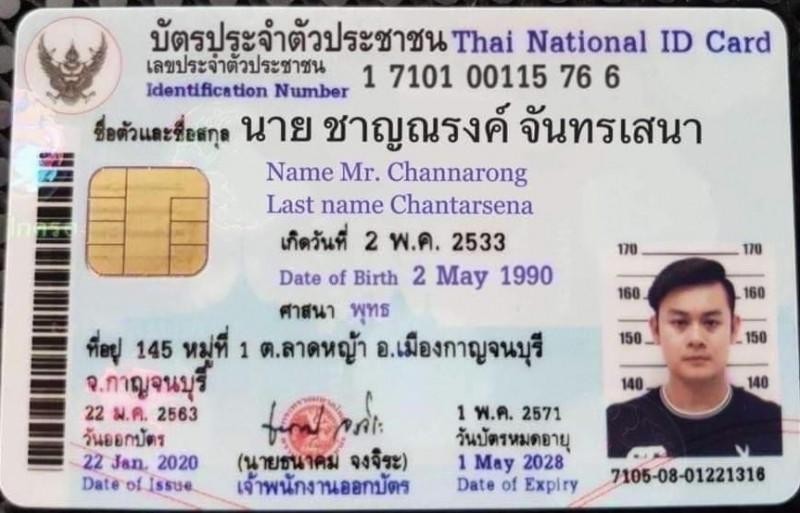 บัตรประจำตัวประชาชน Thai National ID Card
เลขประจำตัวประชาชน
Identification Number 1 7101 00115 76 6
ชื่อตัวและชื่อสกุล นาย ชาญณรงค์ จันทรเสนา
Name Mr. Channarong
Last name Chantarsena
เกิดวันที่ 2 พ.ค. 2533
Date of Birth 2 May 1990
ศาสนา พุทธ
ที่อยู่ 145 หมู่ที่ 1 ต.ลาดหญ้า อ.เมืองกาญจนบุรี
จ.กาญจนบุรี
22 ม.ค. 2563
วันออกบัตร
22 Jan. 2020
Date of Issue
(นายธนาคม จงจิระ)
เจ้าพนักงานออกบัตร
1 พ.ค. 2571
วันบัตรหมดอายุ
1 May 2028
Date of Expiry
170 170
160 160
150 150
140 140
7105-08-01221316